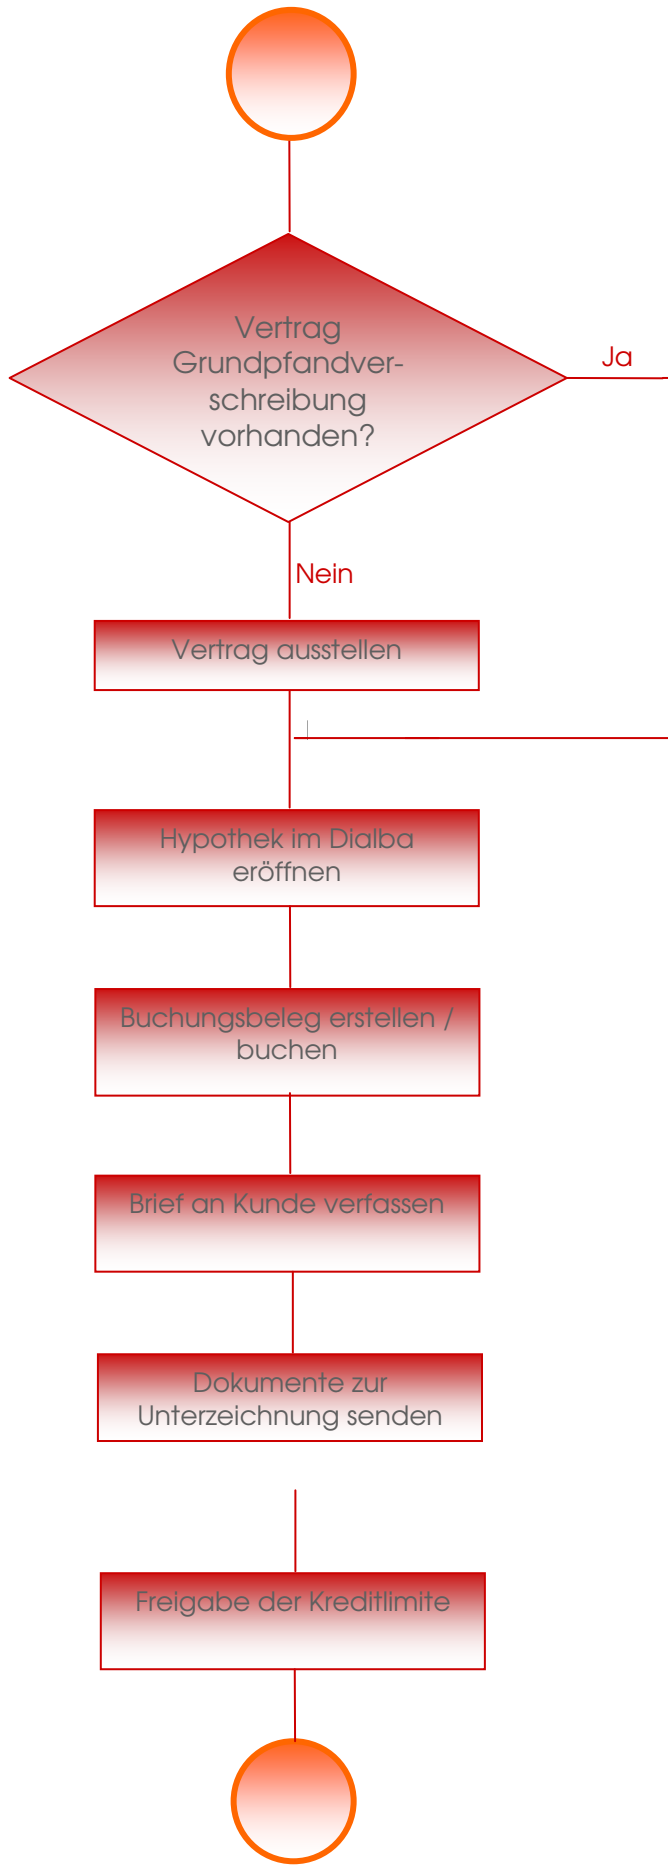 Vertrag
Grundpfandver-
schreibung
vorhanden?
Ja
Nein
Vertrag ausstellen
Hypothek im Dialba
eröffnen
Buchungsbeleg erstellen /
buchen
Brief an Kunde verfassen
Dokumente zur
Unterzeichnung senden
Freigabe der Kreditlimite